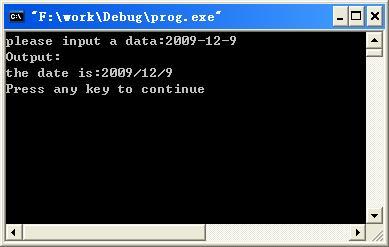 "F:\work\Debug\prog.exe"
please input a data:2009-12-9
Output:
the date is:2009/12/9
Press any key to continue